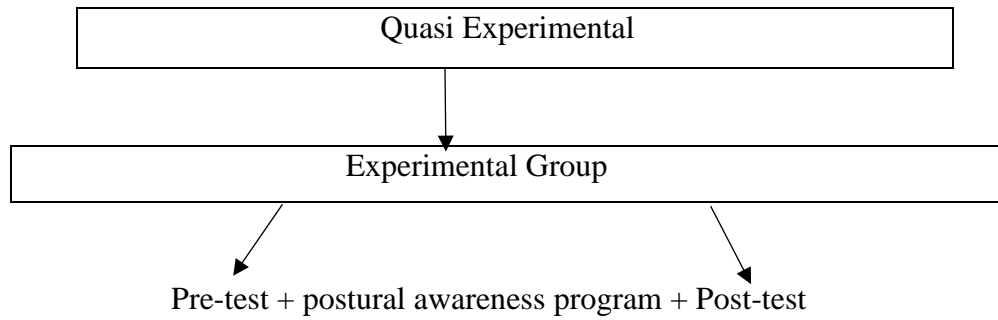 Quasi Experimental
Experimental Group
Pre-test + postural awareness program + Post-test